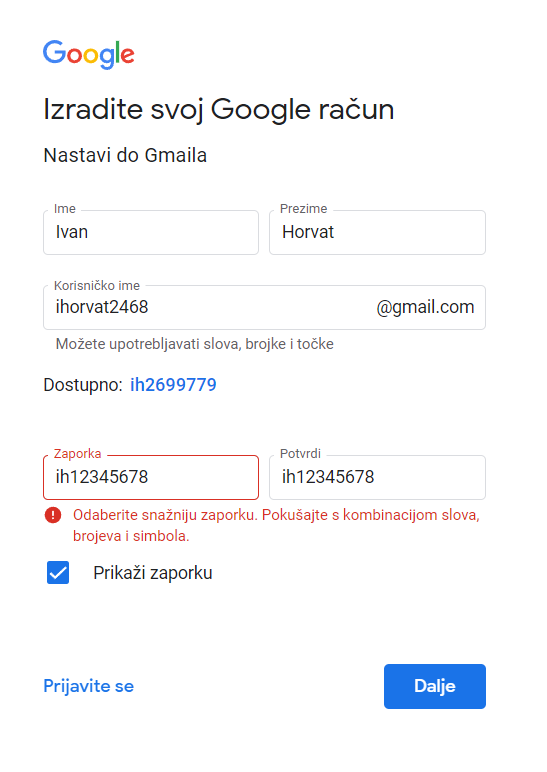 Google
Izradite svoj Google račun
Nastavi do Gmaila
Ime
Prezime
Ivan
Horvat
Korisničko ime
ihorvat2468
@gmail.com
Možete upotrebljavati slova, brojke i točke
Dostupno: ih2699779
Zaporka
Potvrdi
ih12345678
ih12345678
Odaberite snažniju zaporku. Pokušajte s kombinacijom slova,
brojeva i simbola.
Prikaži zaporku
Prijavite se
Dalje